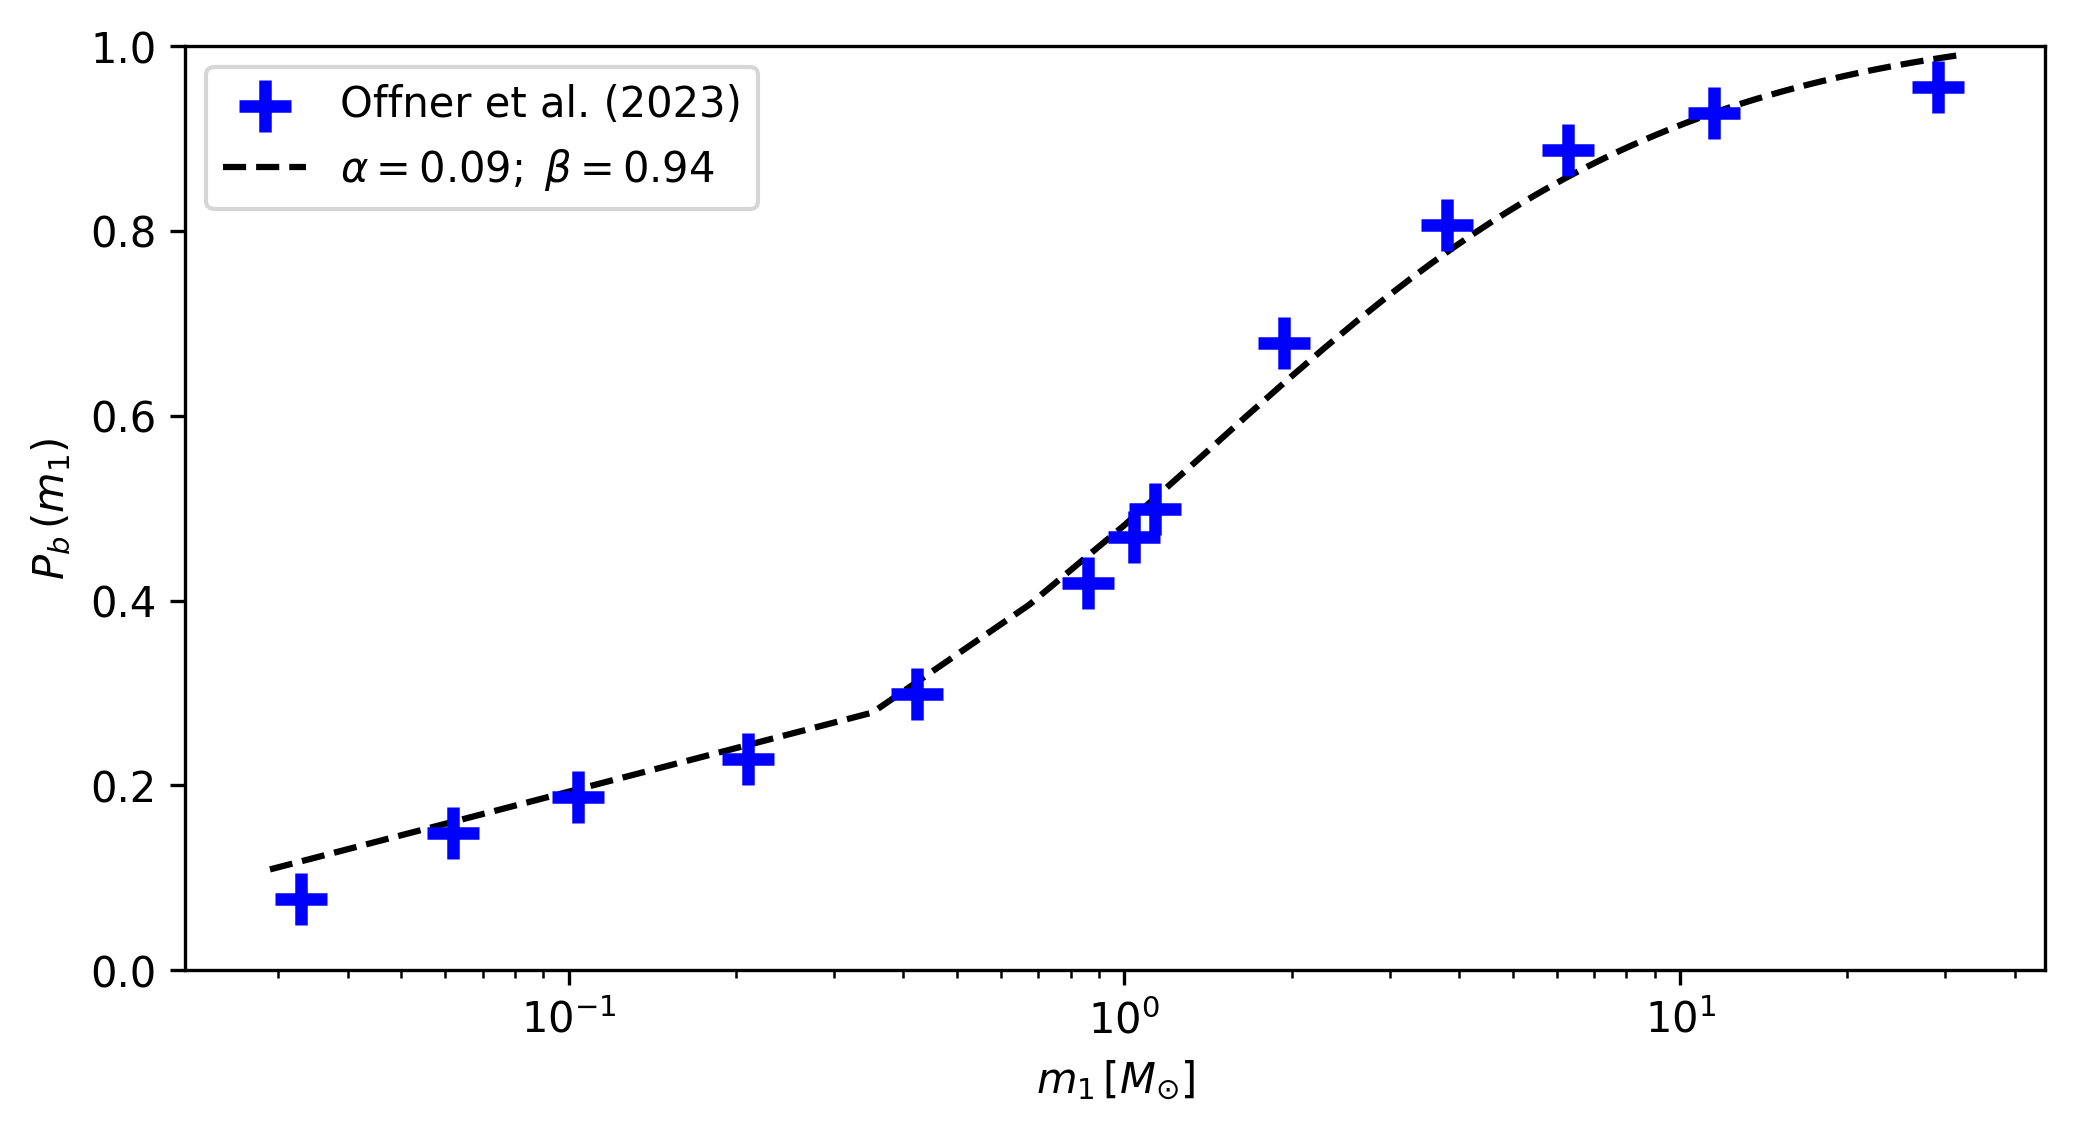 1.0
0.8
0.6
0.4
0.2
0.0
Offner et al. (2023)
α = 0.09; β = 0.94
P_b (m_1)
10^{-1}
10^0
10^1
m_1 [M_⊙]